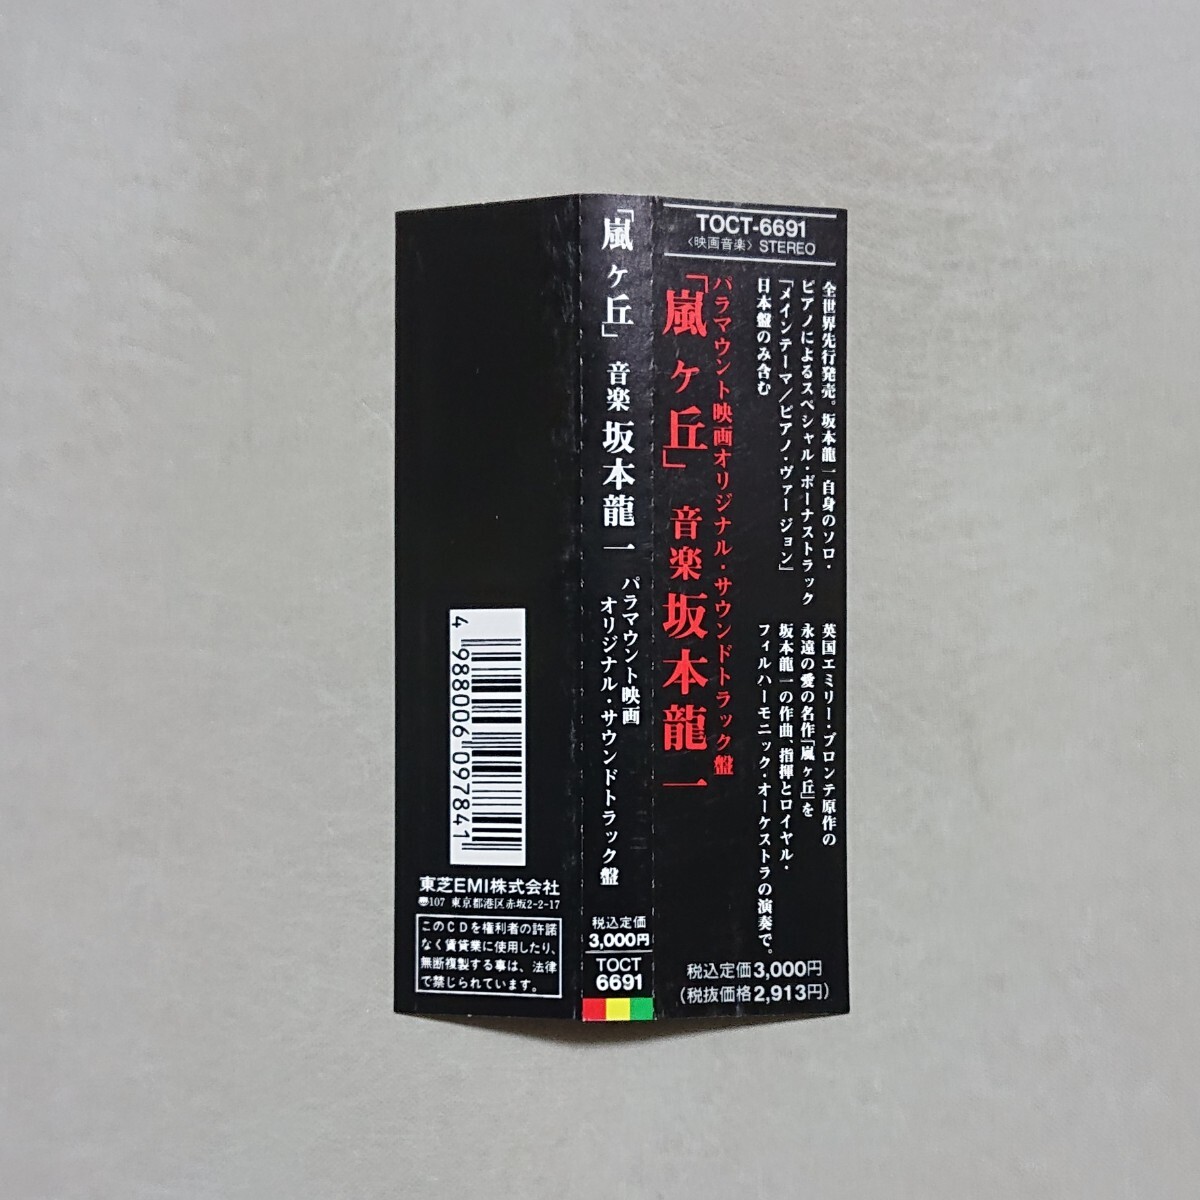 TOCT-6691
〈映画音楽〉 STEREO
全世界先行発売。坂本龍一自身のソロ・
ピアノによるスペシャル・ボーナストラック
「メインテーマ／ピアノ・ヴァージョン」
日本盤のみ含む
英国エミリー・ブロンテ原作の
永遠の愛の名作「嵐ヶ丘」を
坂本龍一の作曲、指揮とロイヤル・
フィルハーモニック・オーケストラの演奏で。
パラマウント映画オリジナル・サウンドトラック盤
「嵐ヶ丘」 音楽 坂本龍一
税込定価3,000円
(税抜価格2,913円)
「嵐ヶ丘」 音楽 坂本龍一
パラマウント映画
オリジナル・サウンドトラック盤
税込定価
3,000円
TOCT
6691
4 988006 097841
東芝EMI株式会社
〠107 東京都港区赤坂2-2-17
このCDを権利者の許諾
なく賃貸業に使用したり、
無断複製する事は、法律
で禁じられています。